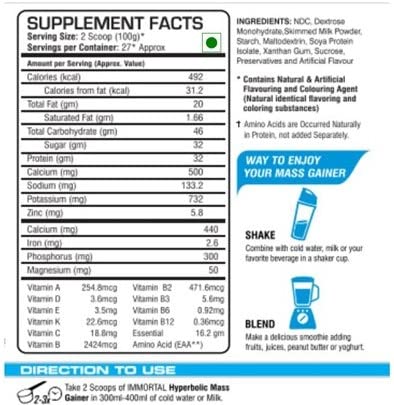 SUPPLEMENT FACTS
Serving Size: 2 Scoop (100g)*
Servings per Container: 27* Approx
Amount per Serving (Approx. Value)
Calories (kcal) 492
Calories from fat (kcal) 31.2
Total Fat (gm) 20
Saturated Fat (gm) 1.66
Total Carbohydrate (gm) 46
Sugar (gm) 32
Protein (gm) 32
Calcium (mg) 500
Sodium (mg) 133.2
Potassium (mg) 732
Zinc (mg) 5.8
Calcium (mg) 440
Iron (mg) 2.6
Phosphorus (mg) 300
Magnesium (mg) 50
Vitamin A 254.8mcg Vitamin B2 471.6mcg
Vitamin D 3.6mcg Vitamin B3 5.6mg
Vitamin E 3.5mg Vitamin B6 0.92mg
Vitamin K 22.6mcg Vitamin B12 0.36mcg
Vitamin C 18.8mg Essential 16.2 gm
Vitamin B 2424mcg Amino Acid (EAA**)
INGREDIENTS: NDC, Dextrose
Monohydrate,Skimmed Milk Powder,
Starch, Maltodextrin, Soya Protein
Isolate, Xanthan Gum, Sucrose,
Preservatives and Artificial Flavour
* Contains Natural & Artificial
Flavouring and Colouring Agent
(Natural identical flavoring and
coloring substances)
† Amino Acids are Occurred Naturally
in Protein, not added Separately.
WAY TO ENJOY
YOUR MASS GAINER
SHAKE
Combine with cold water, milk or your
favorite beverage in a shaker cup.
BLEND
Make a delicious smoothie adding
fruits, juices, peanut butter or yoghurt.
DIRECTION TO USE
2-3x
Take 2 Scoops of IMMORTAL Hyperbolic Mass
Gainer in 300ml-400ml of cold water or Milk.